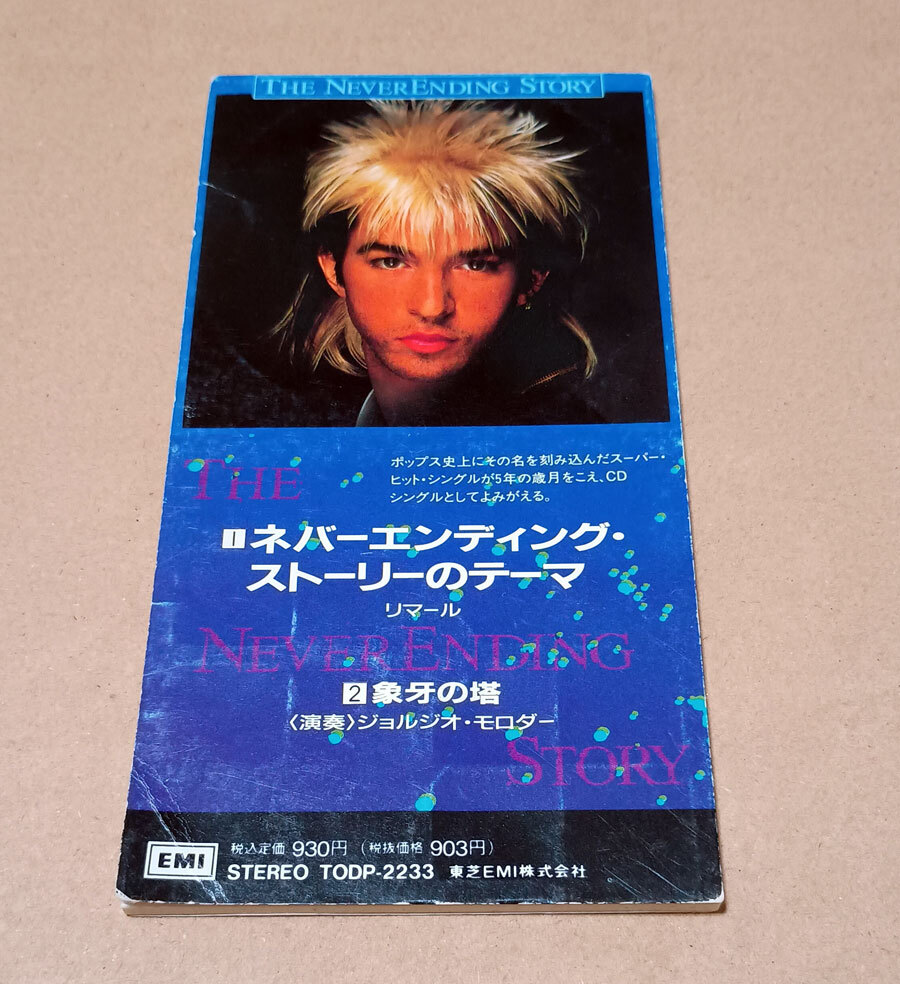 THE NEVERENDING STORY
THE
ポップス史上にその名を刻み込んだスーパー・
ヒット・シングルが5年の歳月をこえ、CD
シングルとしてよみがえる。
1 ネバーエンディング・
ストーリーのテーマ
リマール
NEVERENDING
2 象牙の塔
〈演奏〉ジョルジオ・モロダー
STORY
EMI
税込定価 930円 (税抜価格 903円)
STEREO TODP-2233 東芝EMI株式会社